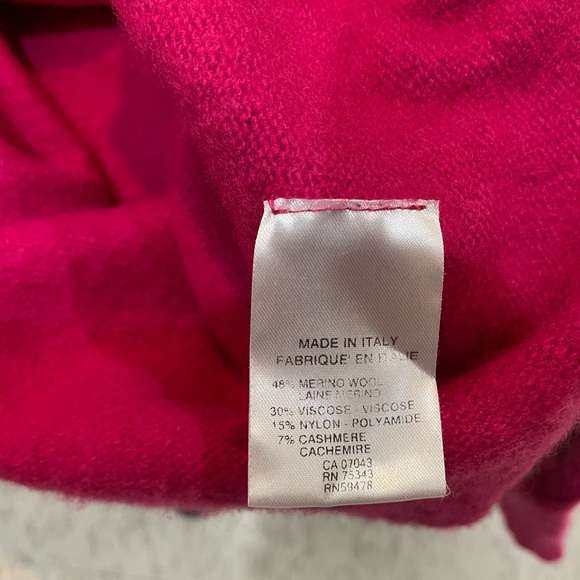 MADE IN ITALY
FABRIQUE' EN ITALIE
48% MERINO WOOL
LAINE MERINO
30% VISCOSE - VISCOSE
15% NYLON - POLYAMIDE
7% CASHMERE
CACHEMIRE
CA 07043
RN 75343
RN59478